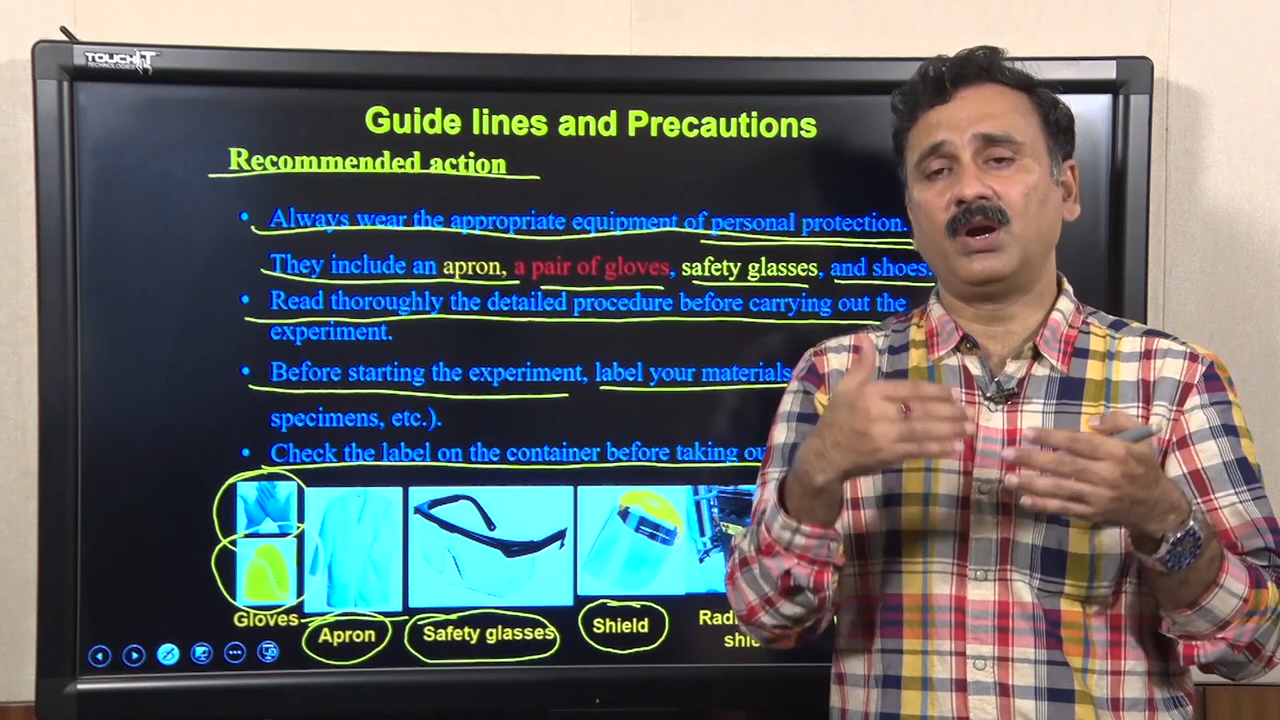 TOUCHIT
TECHNOLOGIES
Guide lines and Precautions
Recommended action
• Always wear the appropriate equipment of personal protection.
They include an apron, a pair of gloves, safety glasses, and shoes.
• Read thoroughly the detailed procedure before carrying out the
experiment.
• Before starting the experiment, label your materials
specimens, etc.).
• Check the label on the container before taking
Gloves
Apron
Safety glasses
Shield